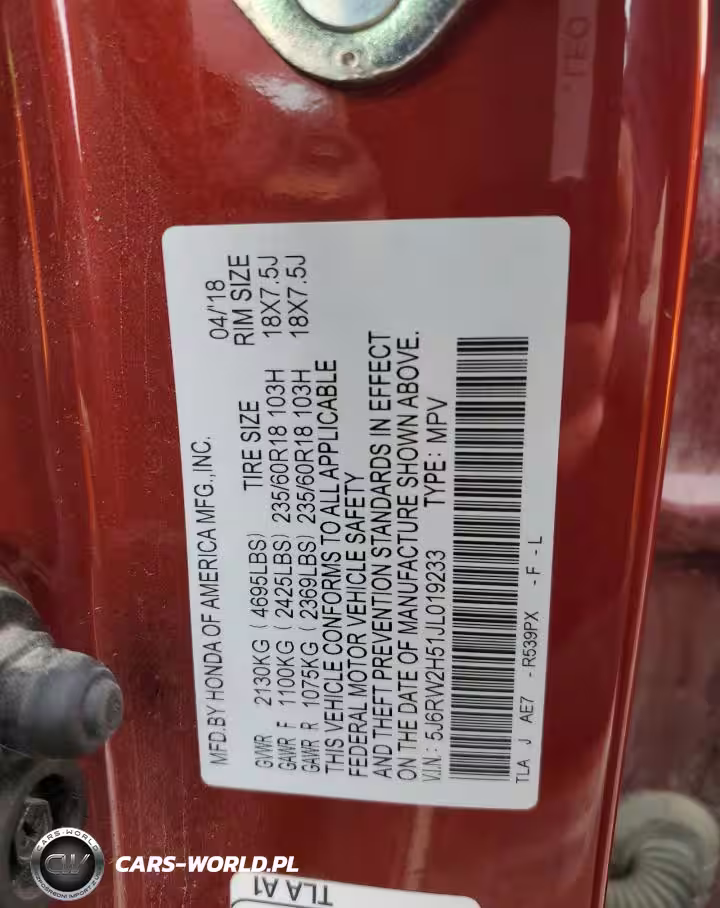 MFD.BY HONDA OF AMERICA MFG.,INC. 04/'18
GVWR 2130KG ( 4695LBS) TIRE SIZE RIM SIZE
GAWR F 1100KG ( 2425LBS) 235/60R18 103H 18X7.5J
GAWR R 1075KG ( 2369LBS) 235/60R18 103H 18X7.5J
THIS VEHICLE CONFORMS TO ALL APPLICABLE
FEDERAL MOTOR VEHICLE SAFETY
AND THEFT PREVENTION STANDARDS IN EFFECT
ON THE DATE OF MANUFACTURE SHOWN ABOVE.
V.I.N: 5J6RW2H51JL019233 TYPE: MPV
TLA J AE7 - R539PX - F - L
TLA A1
CARS-WORLD
CW
CARS-WORLD.PL